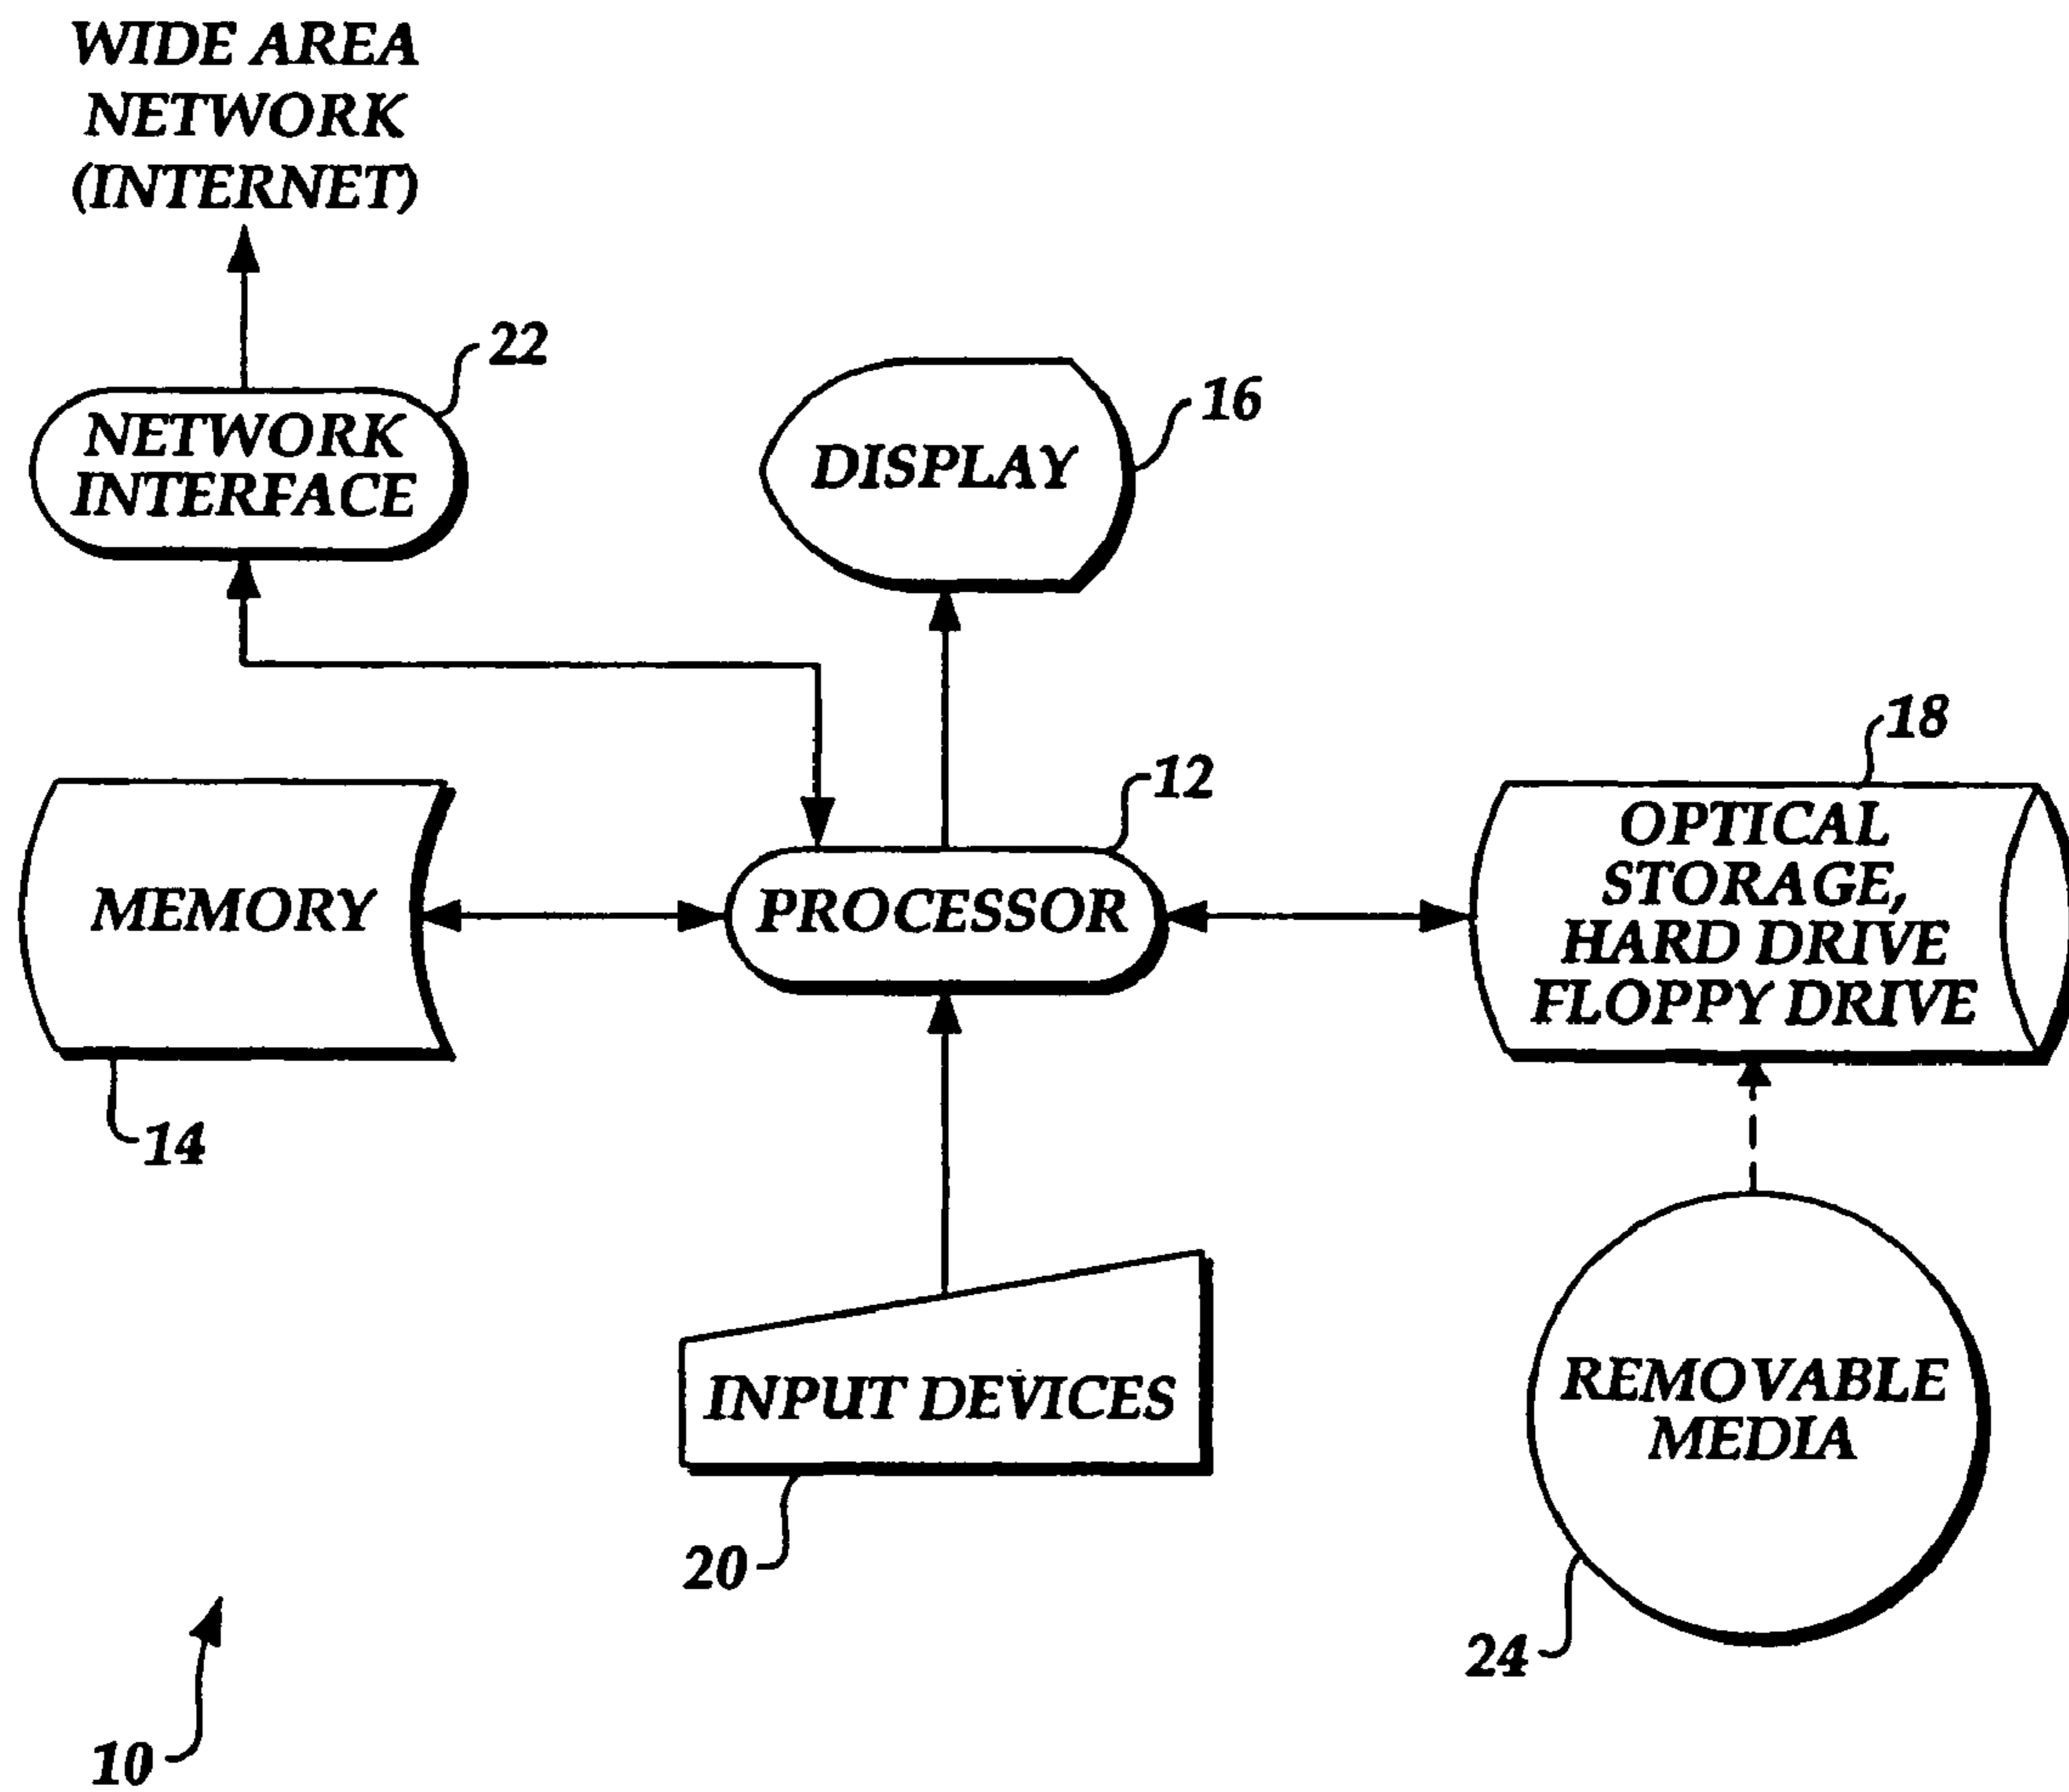 WIDE AREA
NETWORK
(INTERNET)
22
NETWORK
INTERFACE
16
DISPLAY
18
12
OPTICAL
STORAGE,
HARD DRIVE
FLOPPY DRIVE
MEMORY
PROCESSOR
14
INPUT DEVICES
REMOVABLE
MEDIA
20
24
10